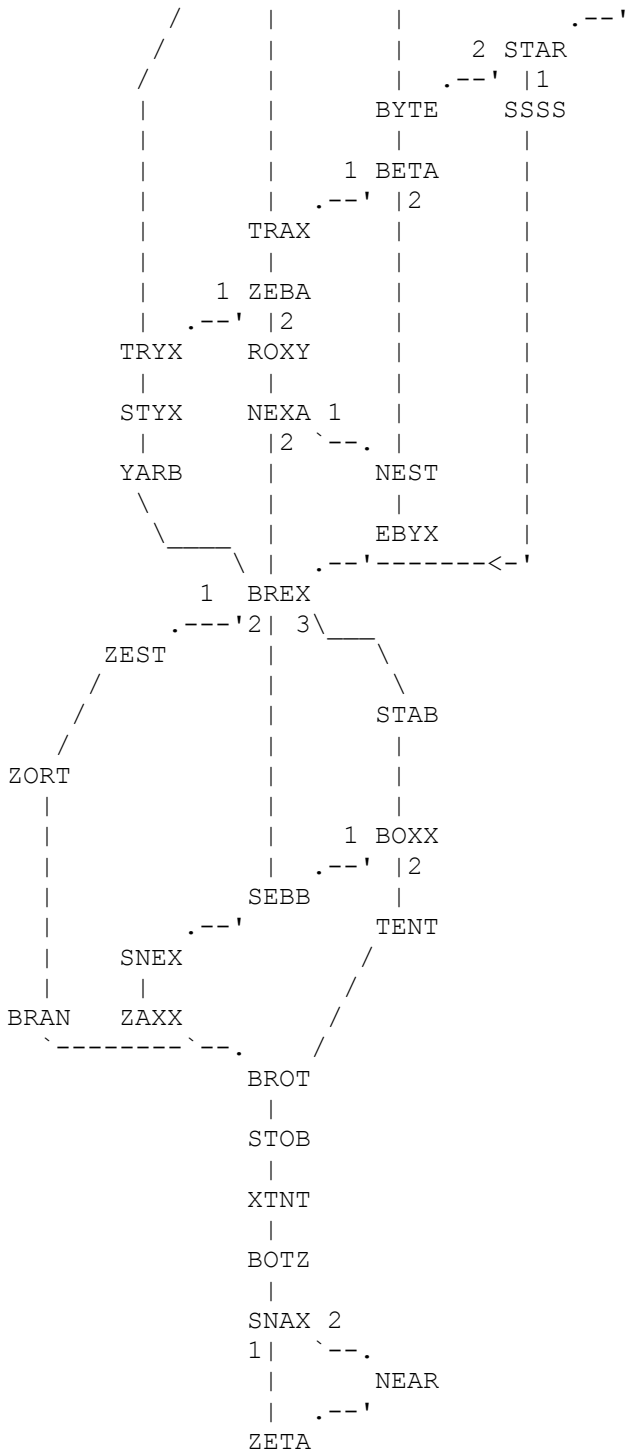 2 STAR
1
BYTE SSSS
1 BETA
2
TRAX
1 ZEBA
2
TRYX ROXY
STYX NEXA 1
2
YARB NEST
EBYX
1 BREX
2 3
ZEST
STAB
ZORT
1 BOXX
2
SEBB
TENT
SNEX
BRAN ZAXX
BROT
STOB
XTNT
BOTZ
SNAX 2
1
NEAR
ZETA